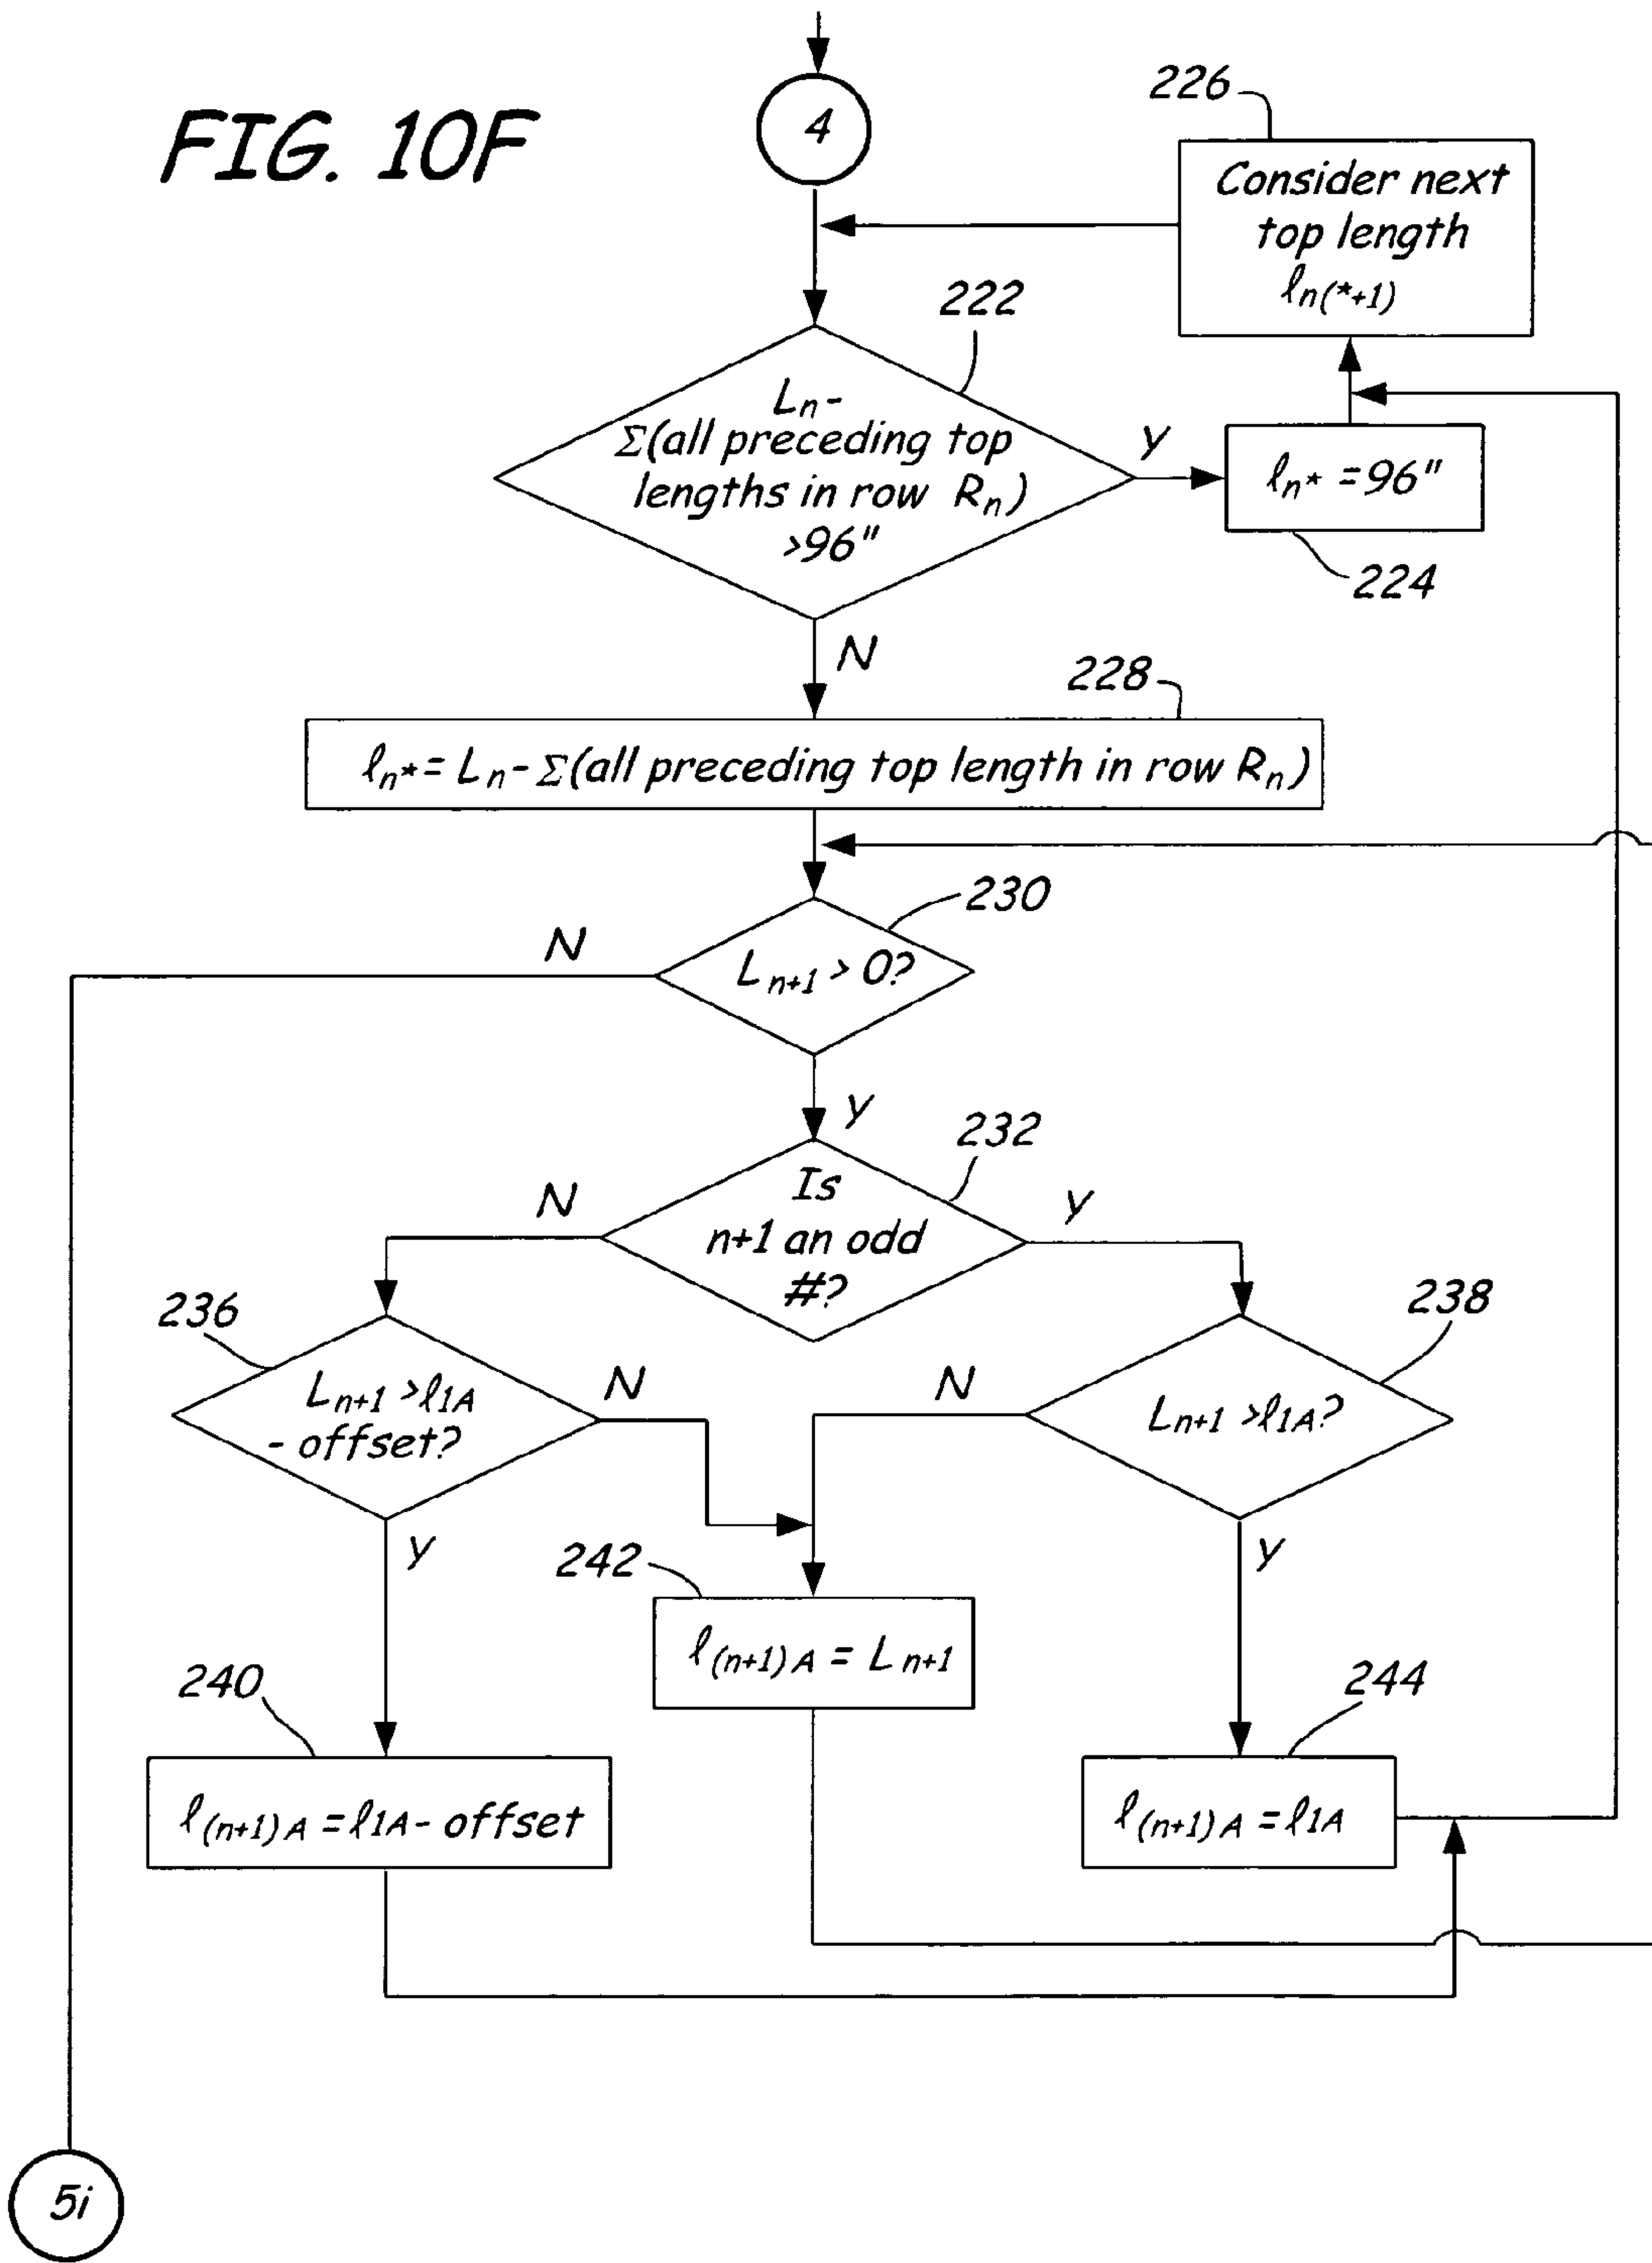 FIG. 10F
4
226
Consider next
top length
ℓn(*+1)
222
Ln-
Σ(all preceding top
lengths in row Rn)
>96"
Y
ℓn* =96"
224
N
228
ℓn*= Ln-Σ(all preceding top length in row Rn)
230
N
Ln+1 > 0?
Y
232
Is
n+1 an odd
#?
N
Y
236
Ln+1 >ℓ1A
- offset?
N
Y
238
Ln+1 >ℓ1A?
N
Y
242
ℓ(n+1)A = Ln+1
240
ℓ(n+1)A =ℓ1A- offset
244
ℓ(n+1)A =ℓ1A
5i